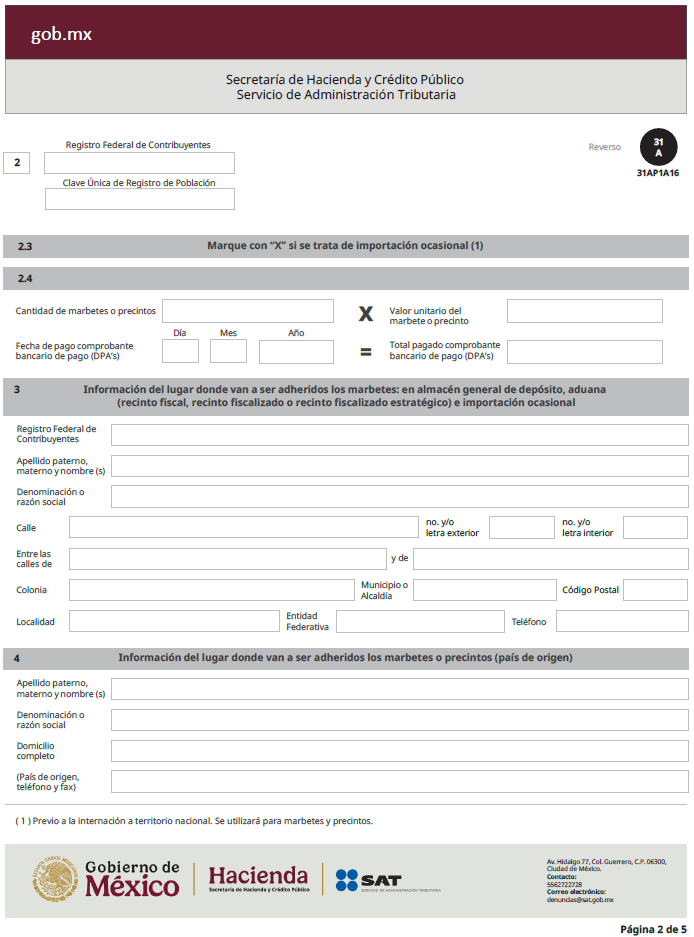 gob.mx
Secretaría de Hacienda y Crédito Público
Servicio de Administración Tributaria
Registro Federal de Contribuyentes
Reverso
31
A
2
31AP1A16
Clave Única de Registro de Población
2.3 Marque con "X" si se trata de importación ocasional (1)
2.4
Cantidad de marbetes o precintos
X
Valor unitario del
marbete o precinto
Día Mes Año
Fecha de pago comprobante
bancario de pago (DPA's)
=
Total pagado comprobante
bancario de pago (DPA's)
3 Información del lugar donde van a ser adheridos los marbetes: en almacén general de depósito, aduana
(recinto fiscal, recinto fiscalizado o recinto fiscalizado estratégico) e importación ocasional
Registro Federal de
Contribuyentes
Apellido paterno,
materno y nombre (s)
Denominación o
razón social
Calle
no. y/o
letra exterior
no. y/o
letra interior
Entre las
calles de
y de
Colonia
Municipio o
Alcaldía
Código Postal
Localidad
Entidad
Federativa
Teléfono
4 Información del lugar donde van a ser adheridos los marbetes o precintos (país de origen)
Apellido paterno,
materno y nombre (s)
Denominación o
razón social
Domicilio
completo
(País de origen,
teléfono y fax)
( 1 ) Previo a la internación a territorio nacional. Se utilizará para marbetes y precintos.
Gobierno de
México
Hacienda
Secretaría de Hacienda y Crédito Público
SAT
SERVICIO DE ADMINISTRACIÓN TRIBUTARIA
Av. Hidalgo 77, Col. Guerrero, C.P. 06300,
Ciudad de México.
Contacto:
5562722728
Correo electrónico:
denuncias@sat.gob.mx
Página 2 de 5